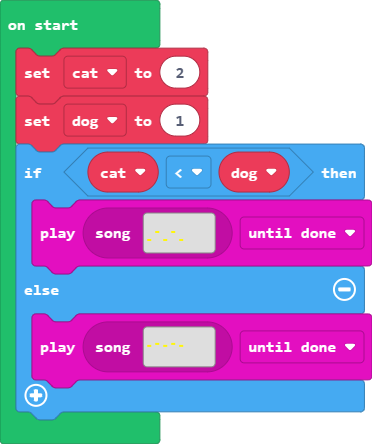 on start
set cat to 2
set dog to 1
if cat < dog then
play song until done
else
play song until done